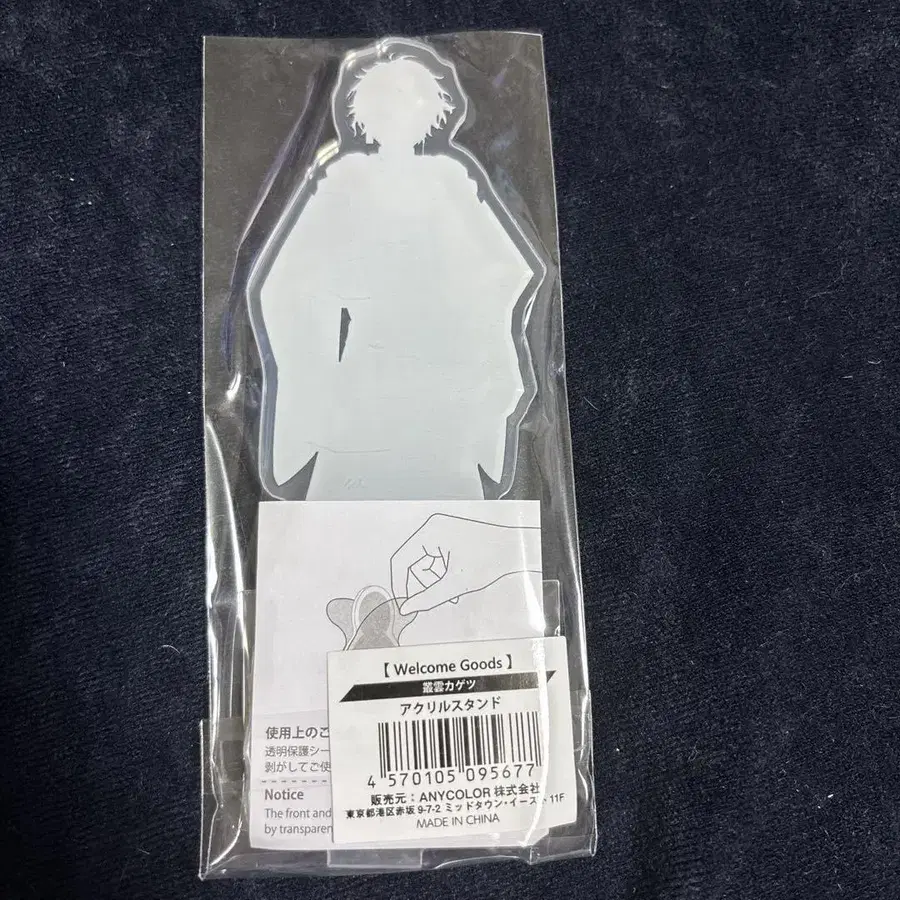 【 Welcome Goods 】
叢雲カゲツ
アクリルスタンド
4 570105 095677
販売元：ANYCOLOR 株式会社
東京都港区赤坂 9-7-2 ミッドタウン・イースト 11F
MADE IN CHINA
使用上のご
透明保護シー
剥がしてご使
Notice
The front and
by transparen